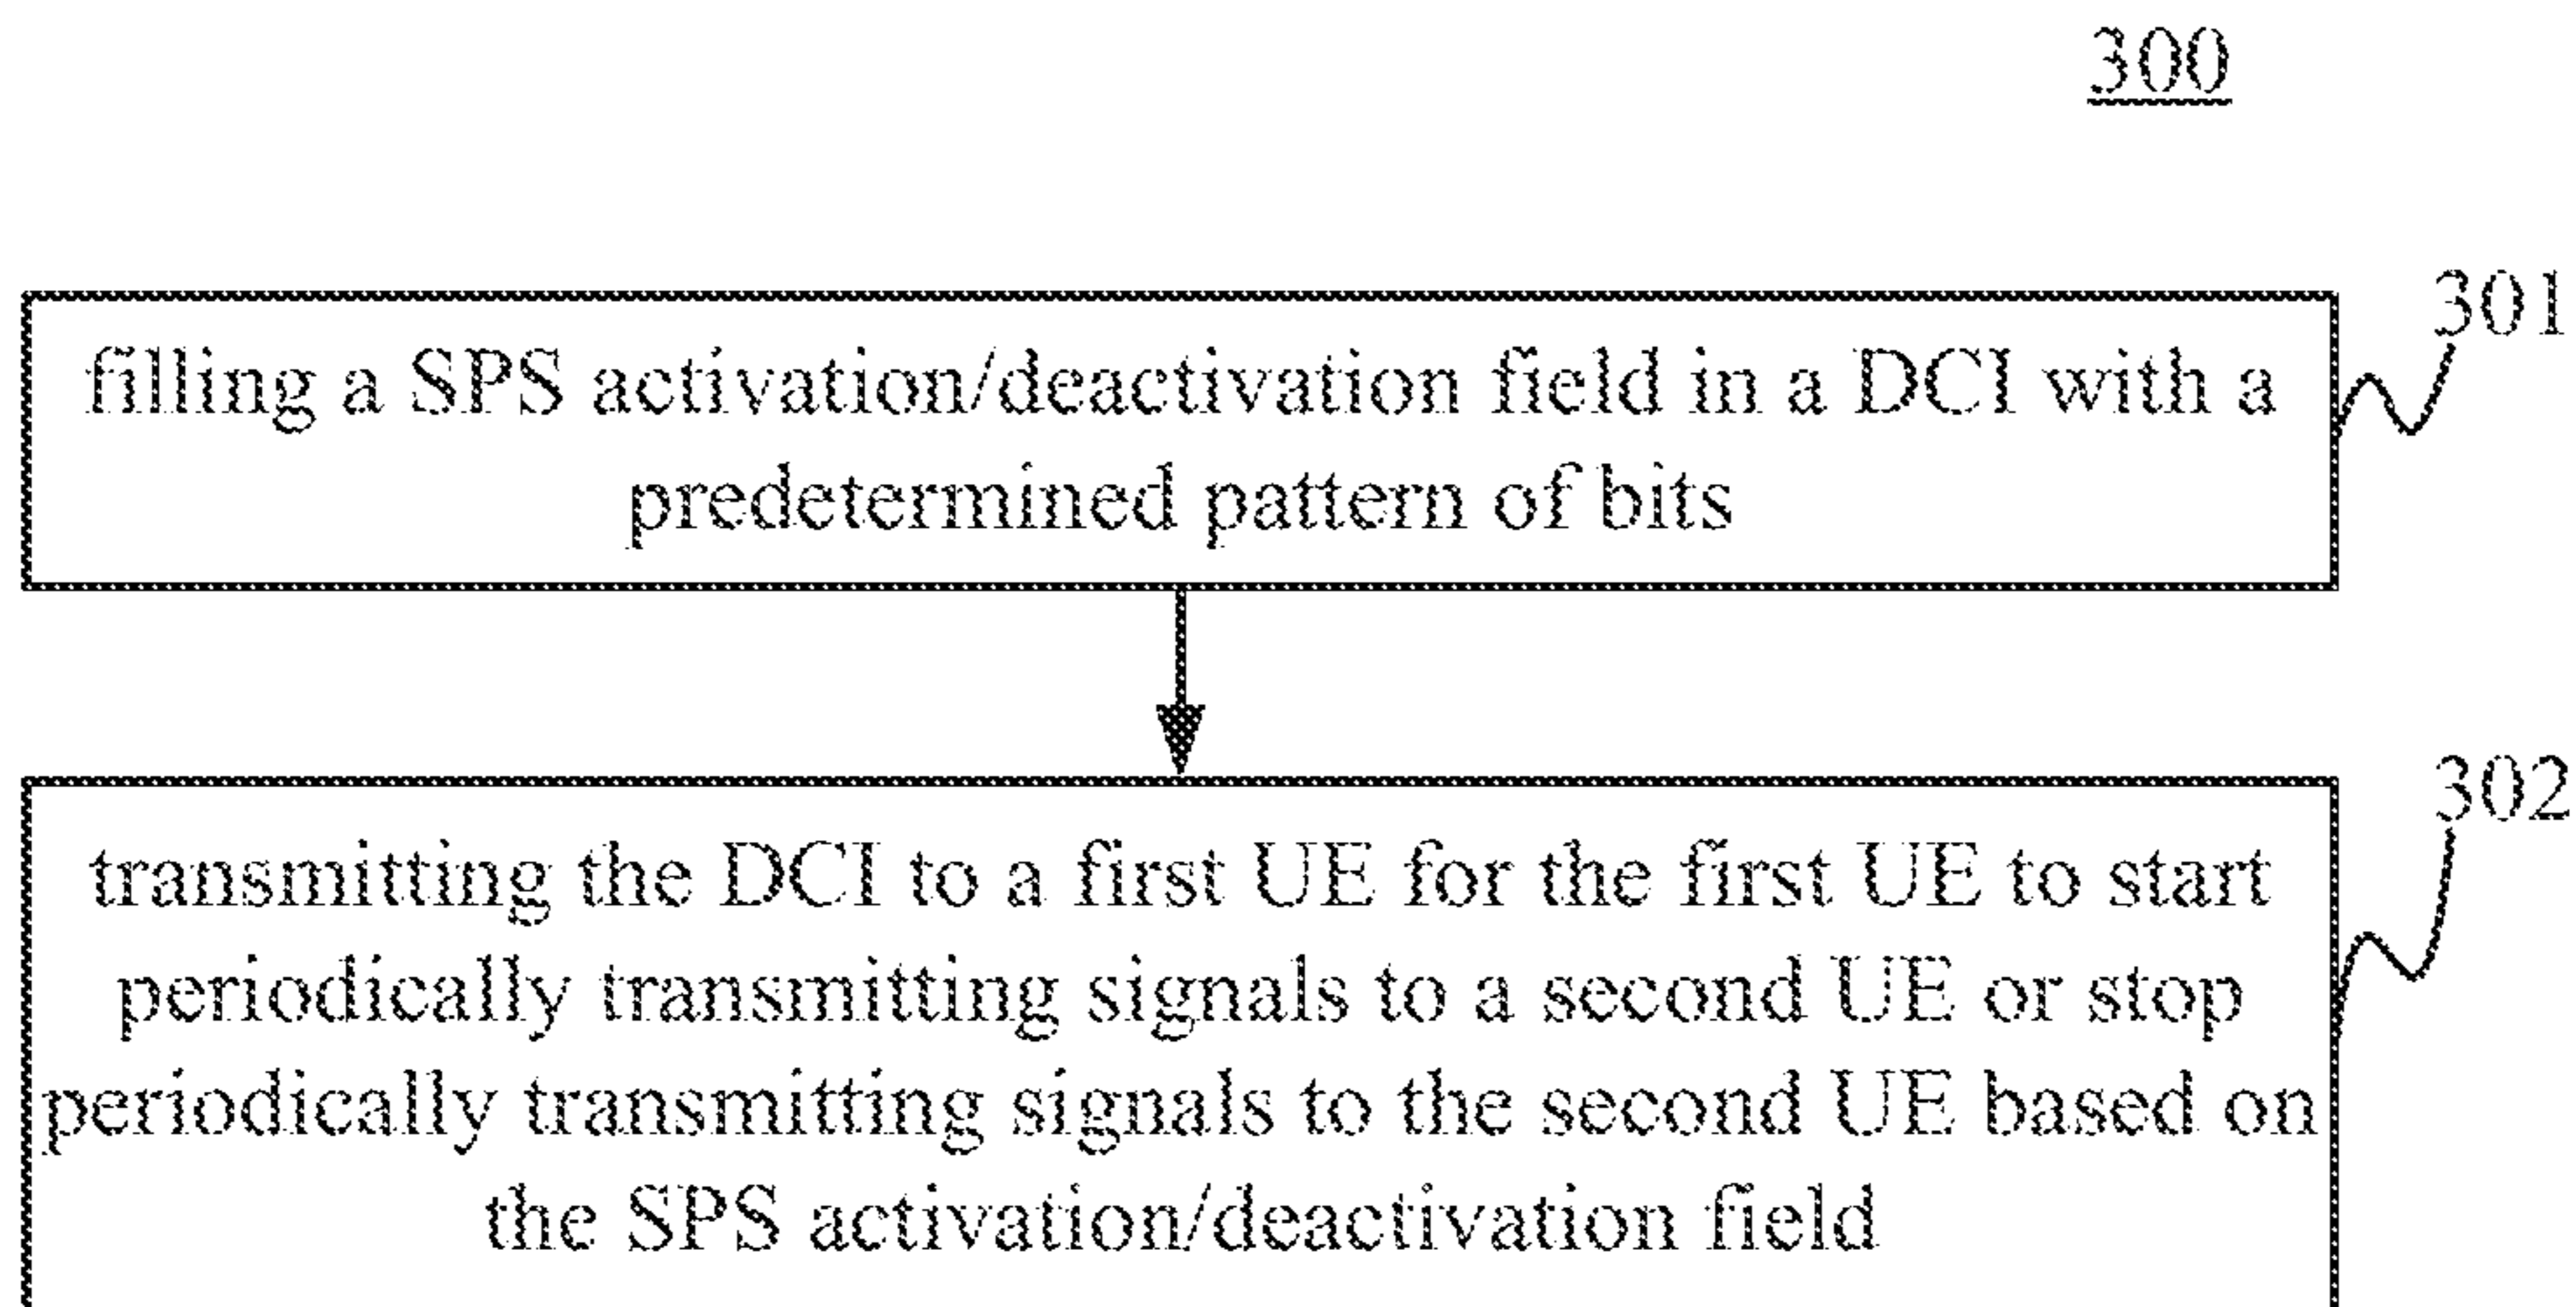 300
301
filling a SPS activation/deactivation field in a DCI with a
predetermined pattern of bits
302
transmitting the DCI to a first UE for the first UE to start
periodically transmitting signals to a second UE or stop
periodically transmitting signals to the second UE based on
the SPS activation/deactivation field